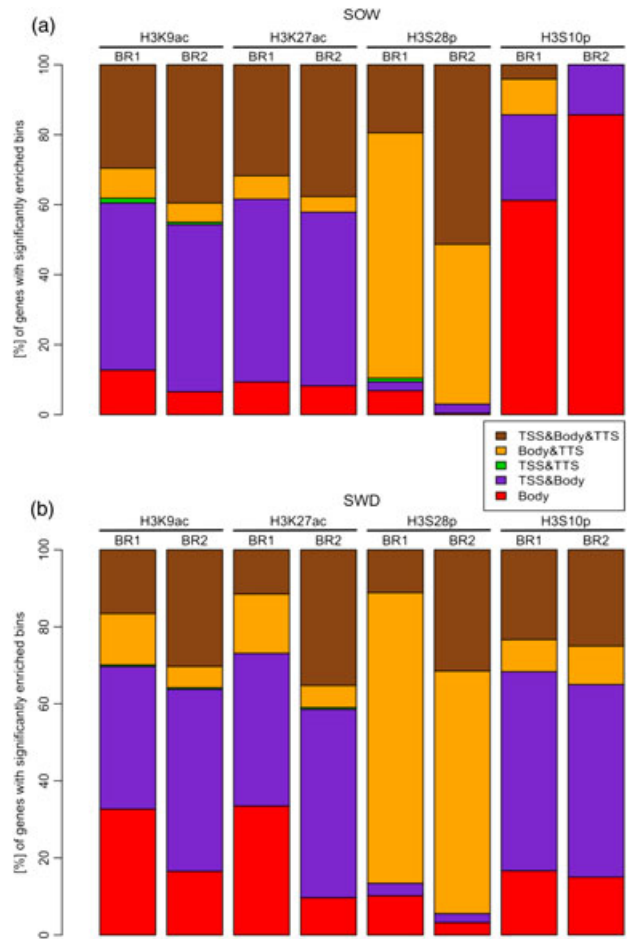 (a)
SOW
H3K9ac H3K27ac H3S28p H3S10p
BR1 BR2 BR1 BR2 BR1 BR2 BR1 BR2
[%] of genes with significantly enriched bins
100
80
60
40
20
0
TSS&Body&TTS
Body&TTS
TSS&TTS
TSS&Body
Body
(b)
SWD
H3K9ac H3K27ac H3S28p H3S10p
BR1 BR2 BR1 BR2 BR1 BR2 BR1 BR2
[%] of genes with significantly enriched bins
100
80
60
40
20
0